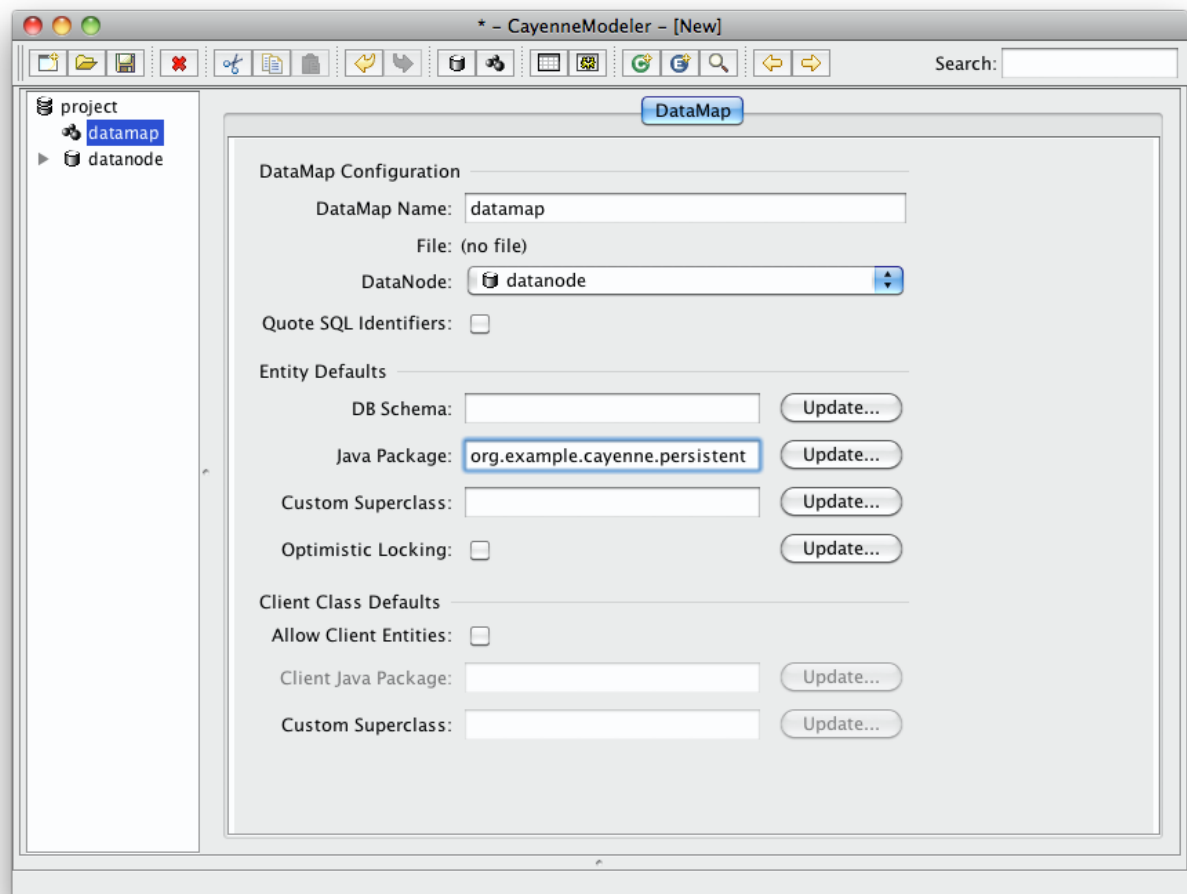 * – CayenneModeler – [New]
Search:
project
datamap
datanode
DataMap
DataMap Configuration
DataMap Name: datamap
File: (no file)
DataNode: datanode
Quote SQL Identifiers:
Entity Defaults
DB Schema: Update...
Java Package: org.example.cayenne.persistent Update...
Custom Superclass: Update...
Optimistic Locking: Update...
Client Class Defaults
Allow Client Entities:
Client Java Package: Update...
Custom Superclass: Update...